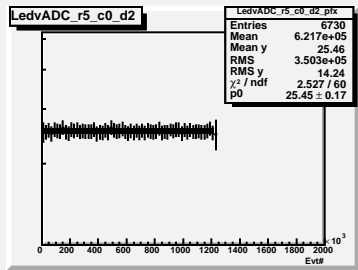 LedvADC_r5_c0_d2
LedvADC_r5_c0_d2_pfx
Entries 6730
Mean 6.217e+05
Mean y 25.46
RMS 3.503e+05
RMS y 14.24
χ² / ndf 2.527 / 60
p0 25.45 ± 0.17
0 200 400 600 800 1000 1200 1400 1600 1800 2000
×10³
Evt#